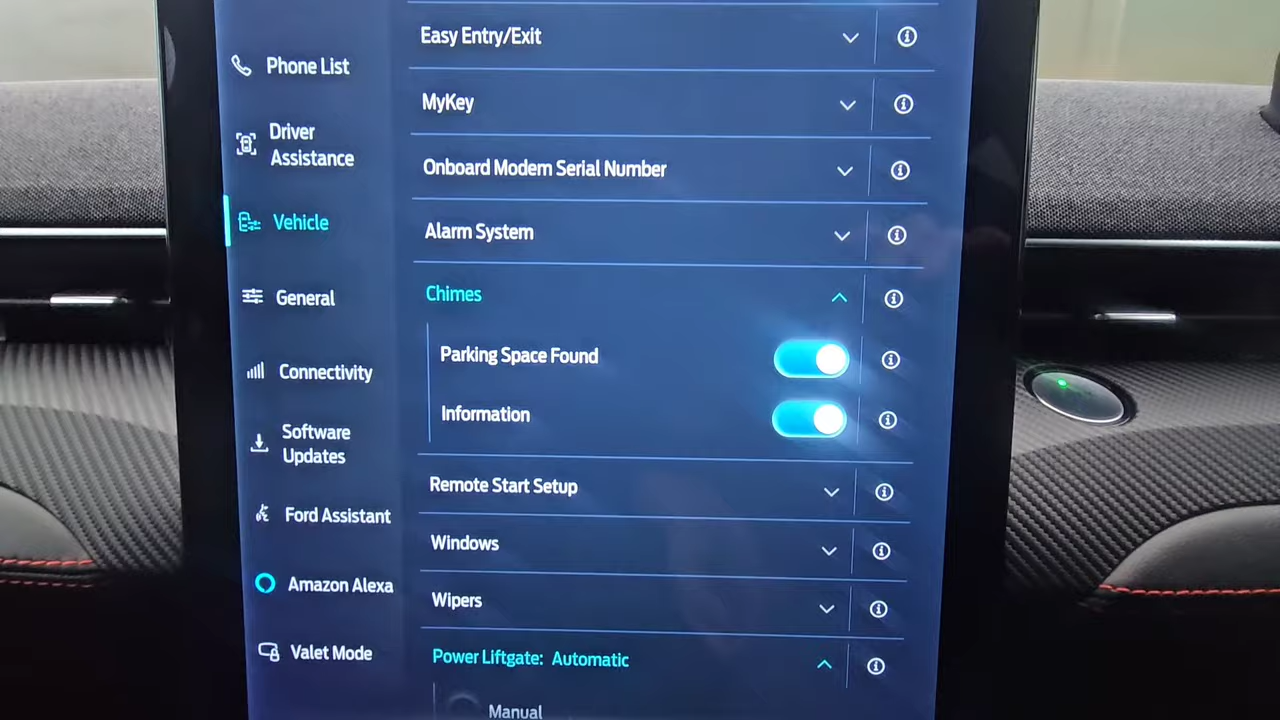 Phone List
Driver
Assistance
Vehicle
General
Connectivity
Software
Updates
Ford Assistant
Amazon Alexa
Valet Mode
Easy Entry/Exit
MyKey
Onboard Modem Serial Number
Alarm System
Chimes
Parking Space Found
Information
Remote Start Setup
Windows
Wipers
Power Liftgate: Automatic
Manual